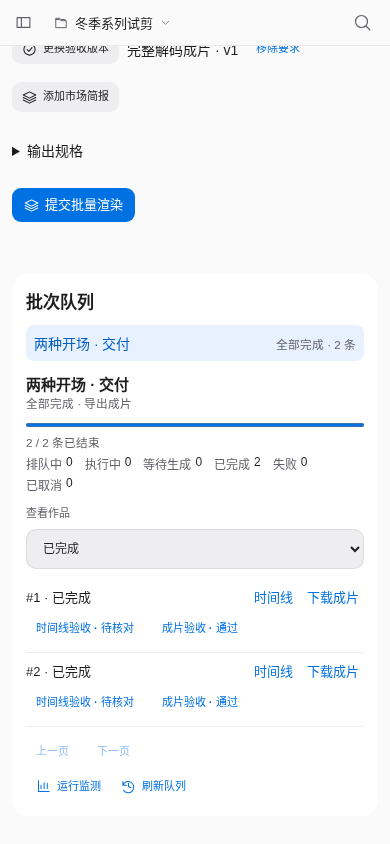 冬季系列试剪
更换验收版本 完整解码成片 · v1 移除要求
添加市场简报
输出规格
提交批量渲染
批次队列
两种开场 · 交付 全部完成 · 2 条
两种开场 · 交付
全部完成 · 导出成片
2 / 2 条已结束
排队中 0 执行中 0 等待生成 0 已完成 2 失败 0
已取消 0
查看作品
已完成
#1 · 已完成 时间线 下载成片
时间线验收 · 待核对 成片验收 · 通过
#2 · 已完成 时间线 下载成片
时间线验收 · 待核对 成片验收 · 通过
上一页 下一页
运行监测 刷新队列